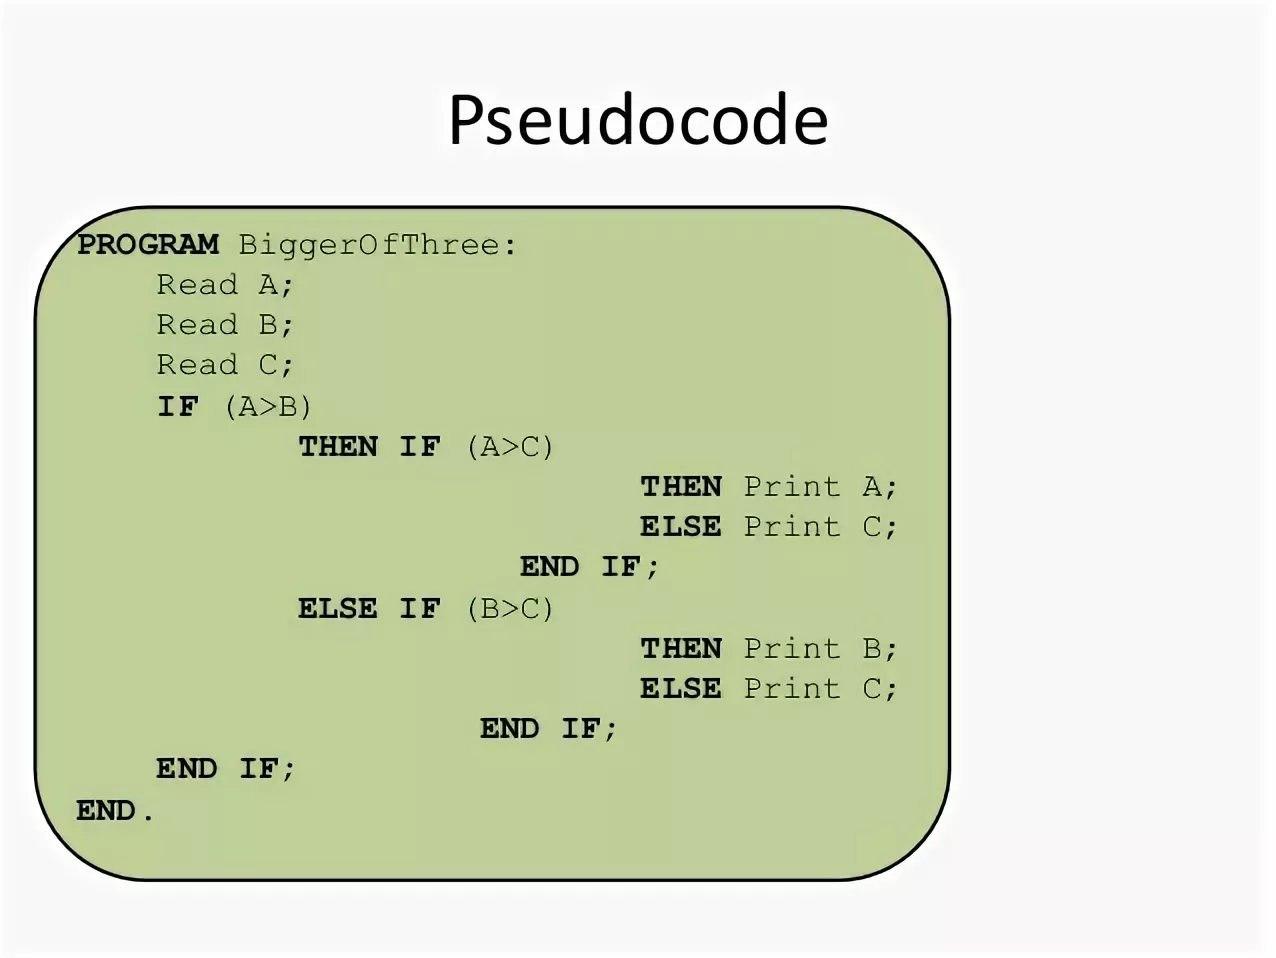 Pseudocode
PROGRAM BiggerOfThree:
Read A;
Read B;
Read C;
IF (A>B)
THEN IF (A>C)
THEN Print A;
ELSE Print C;
END IF;
ELSE IF (B>C)
THEN Print B;
ELSE Print C;
END IF;
END IF;
END.